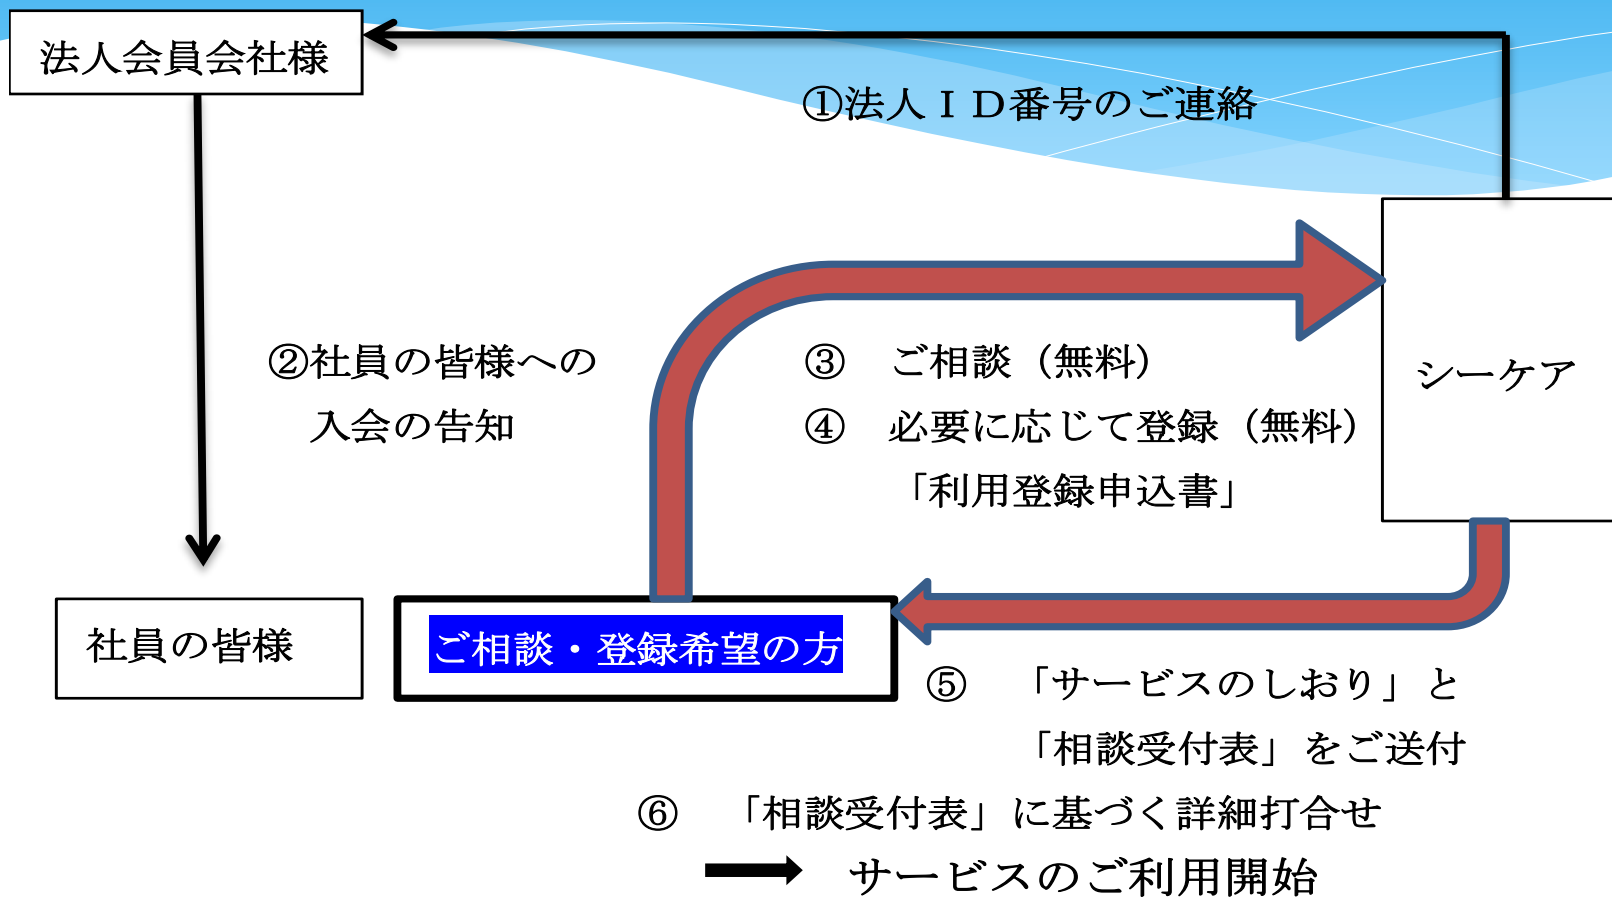 法人会員会社様
①法人ＩＤ番号のご連絡
②社員の皆様への
入会の告知
③　ご相談（無料）
④　必要に応じて登録（無料）
「利用登録申込書」
シーケア
社員の皆様
ご相談・登録希望の方
⑤　「サービスのしおり」と
「相談受付表」をご送付
⑥　「相談受付表」に基づく詳細打合せ
サービスのご利用開始